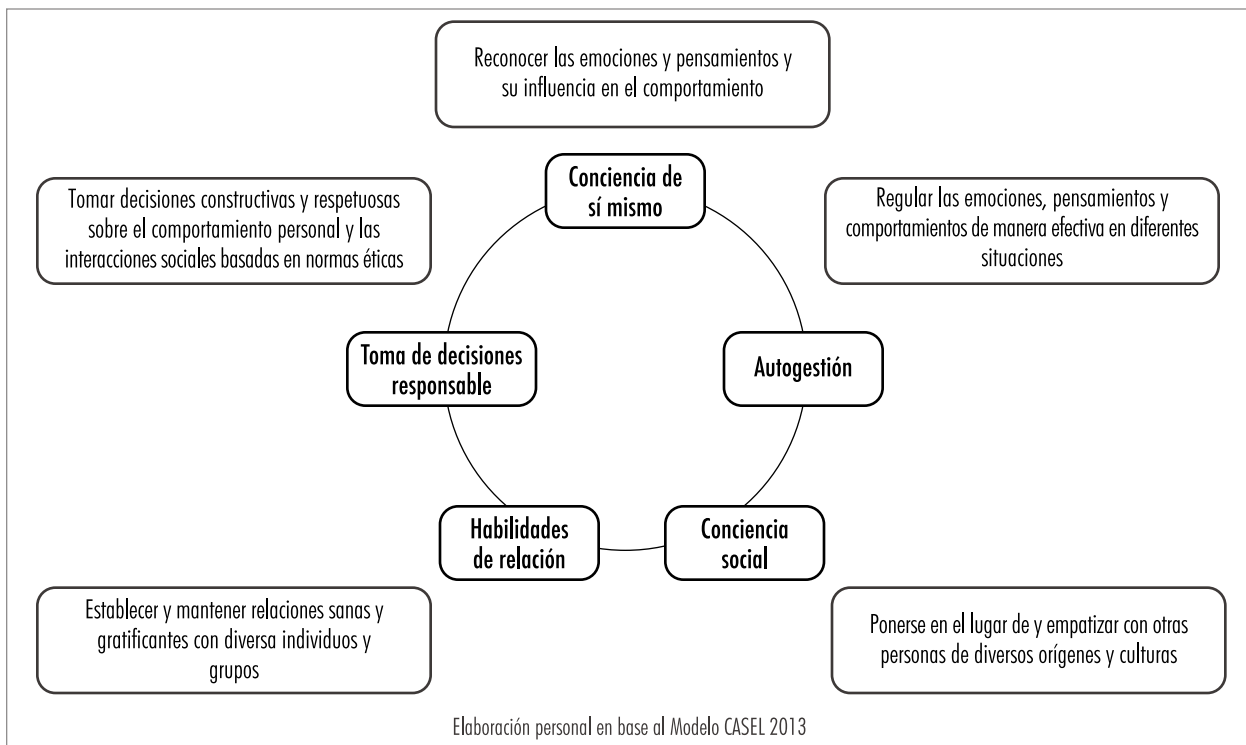 Reconocer las emociones y pensamientos y
su influencia en el comportamiento
Conciencia de
sí mismo
Tomar decisiones constructivas y respetuosas
sobre el comportamiento personal y las
interacciones sociales basadas en normas éticas
Regular las emociones, pensamientos y
comportamientos de manera efectiva en diferentes
situaciones
Toma de decisiones
responsable
Autogestión
Habilidades
de relación
Conciencia
social
Establecer y mantener relaciones sanas y
gratificantes con diversa individuos y
grupos
Ponerse en el lugar de y empatizar con otras
personas de diversos orígenes y culturas
Elaboración personal en base al Modelo CASEL 2013